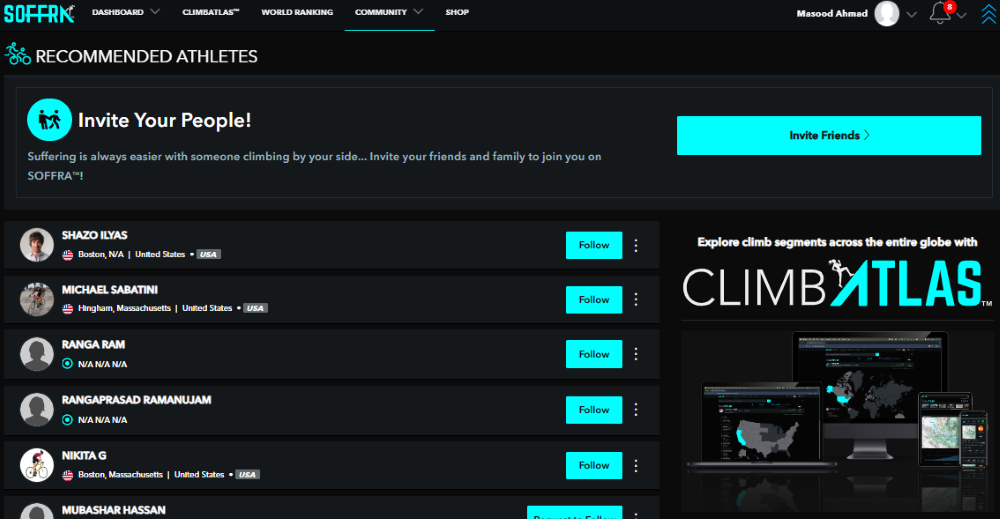 SOFFRA
DASHBOARD
CLIMBATLAS™
WORLD RANKING
COMMUNITY
SHOP
Masood Ahmad
8
RECOMMENDED ATHLETES
Invite Your People!
Suffering is always easier with someone climbing by your side... Invite your friends and family to join you on
SOFFRA™!
Invite Friends
SHAZO ILYAS
Boston, N/A | United States • USA
Follow
MICHAEL SABATINI
Hingham, Massachusetts | United States • USA
Follow
RANGA RAM
N/A N/A N/A
Follow
RANGAPRASAD RAMANUJAM
N/A N/A N/A
Follow
NIKITA G
Boston, Massachusetts | United States • USA
Follow
MUBASHAR HASSAN
Request to Follow
Explore climb segments across the entire globe with
CLIMBATLAS™